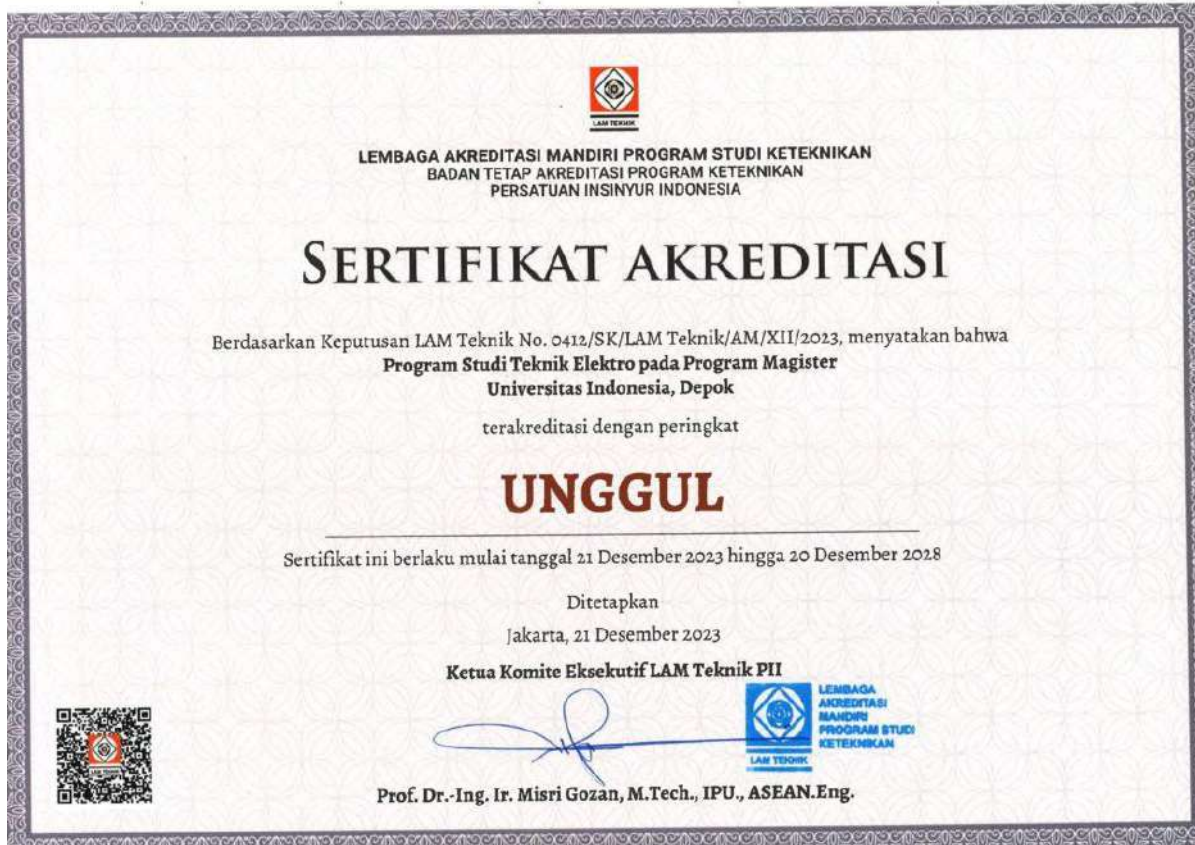 LAM TEKNIK
LEMBAGA AKREDITASI MANDIRI PROGRAM STUDI KETEKNIKAN
BADAN TETAP AKREDITASI PROGRAM KETEKNIKAN
PERSATUAN INSINYUR INDONESIA
SERTIFIKAT AKREDITASI
Berdasarkan Keputusan LAM Teknik No. 0412/SK/LAM Teknik/AM/XII/2023, menyatakan bahwa
Program Studi Teknik Elektro pada Program Magister
Universitas Indonesia, Depok
terakreditasi dengan peringkat
UNGGUL
Sertifikat ini berlaku mulai tanggal 21 Desember 2023 hingga 20 Desember 2028
Ditetapkan
Jakarta, 21 Desember 2023
Ketua Komite Eksekutif LAM Teknik PII
LEMBAGA
AKREDITASI
MANDIRI
PROGRAM STUDI
KETEKNIKAN
LAM TEKNIK
LAM TEKNIK
Prof. Dr.-Ing. Ir. Misri Gozan, M.Tech., IPU., ASEAN.Eng.